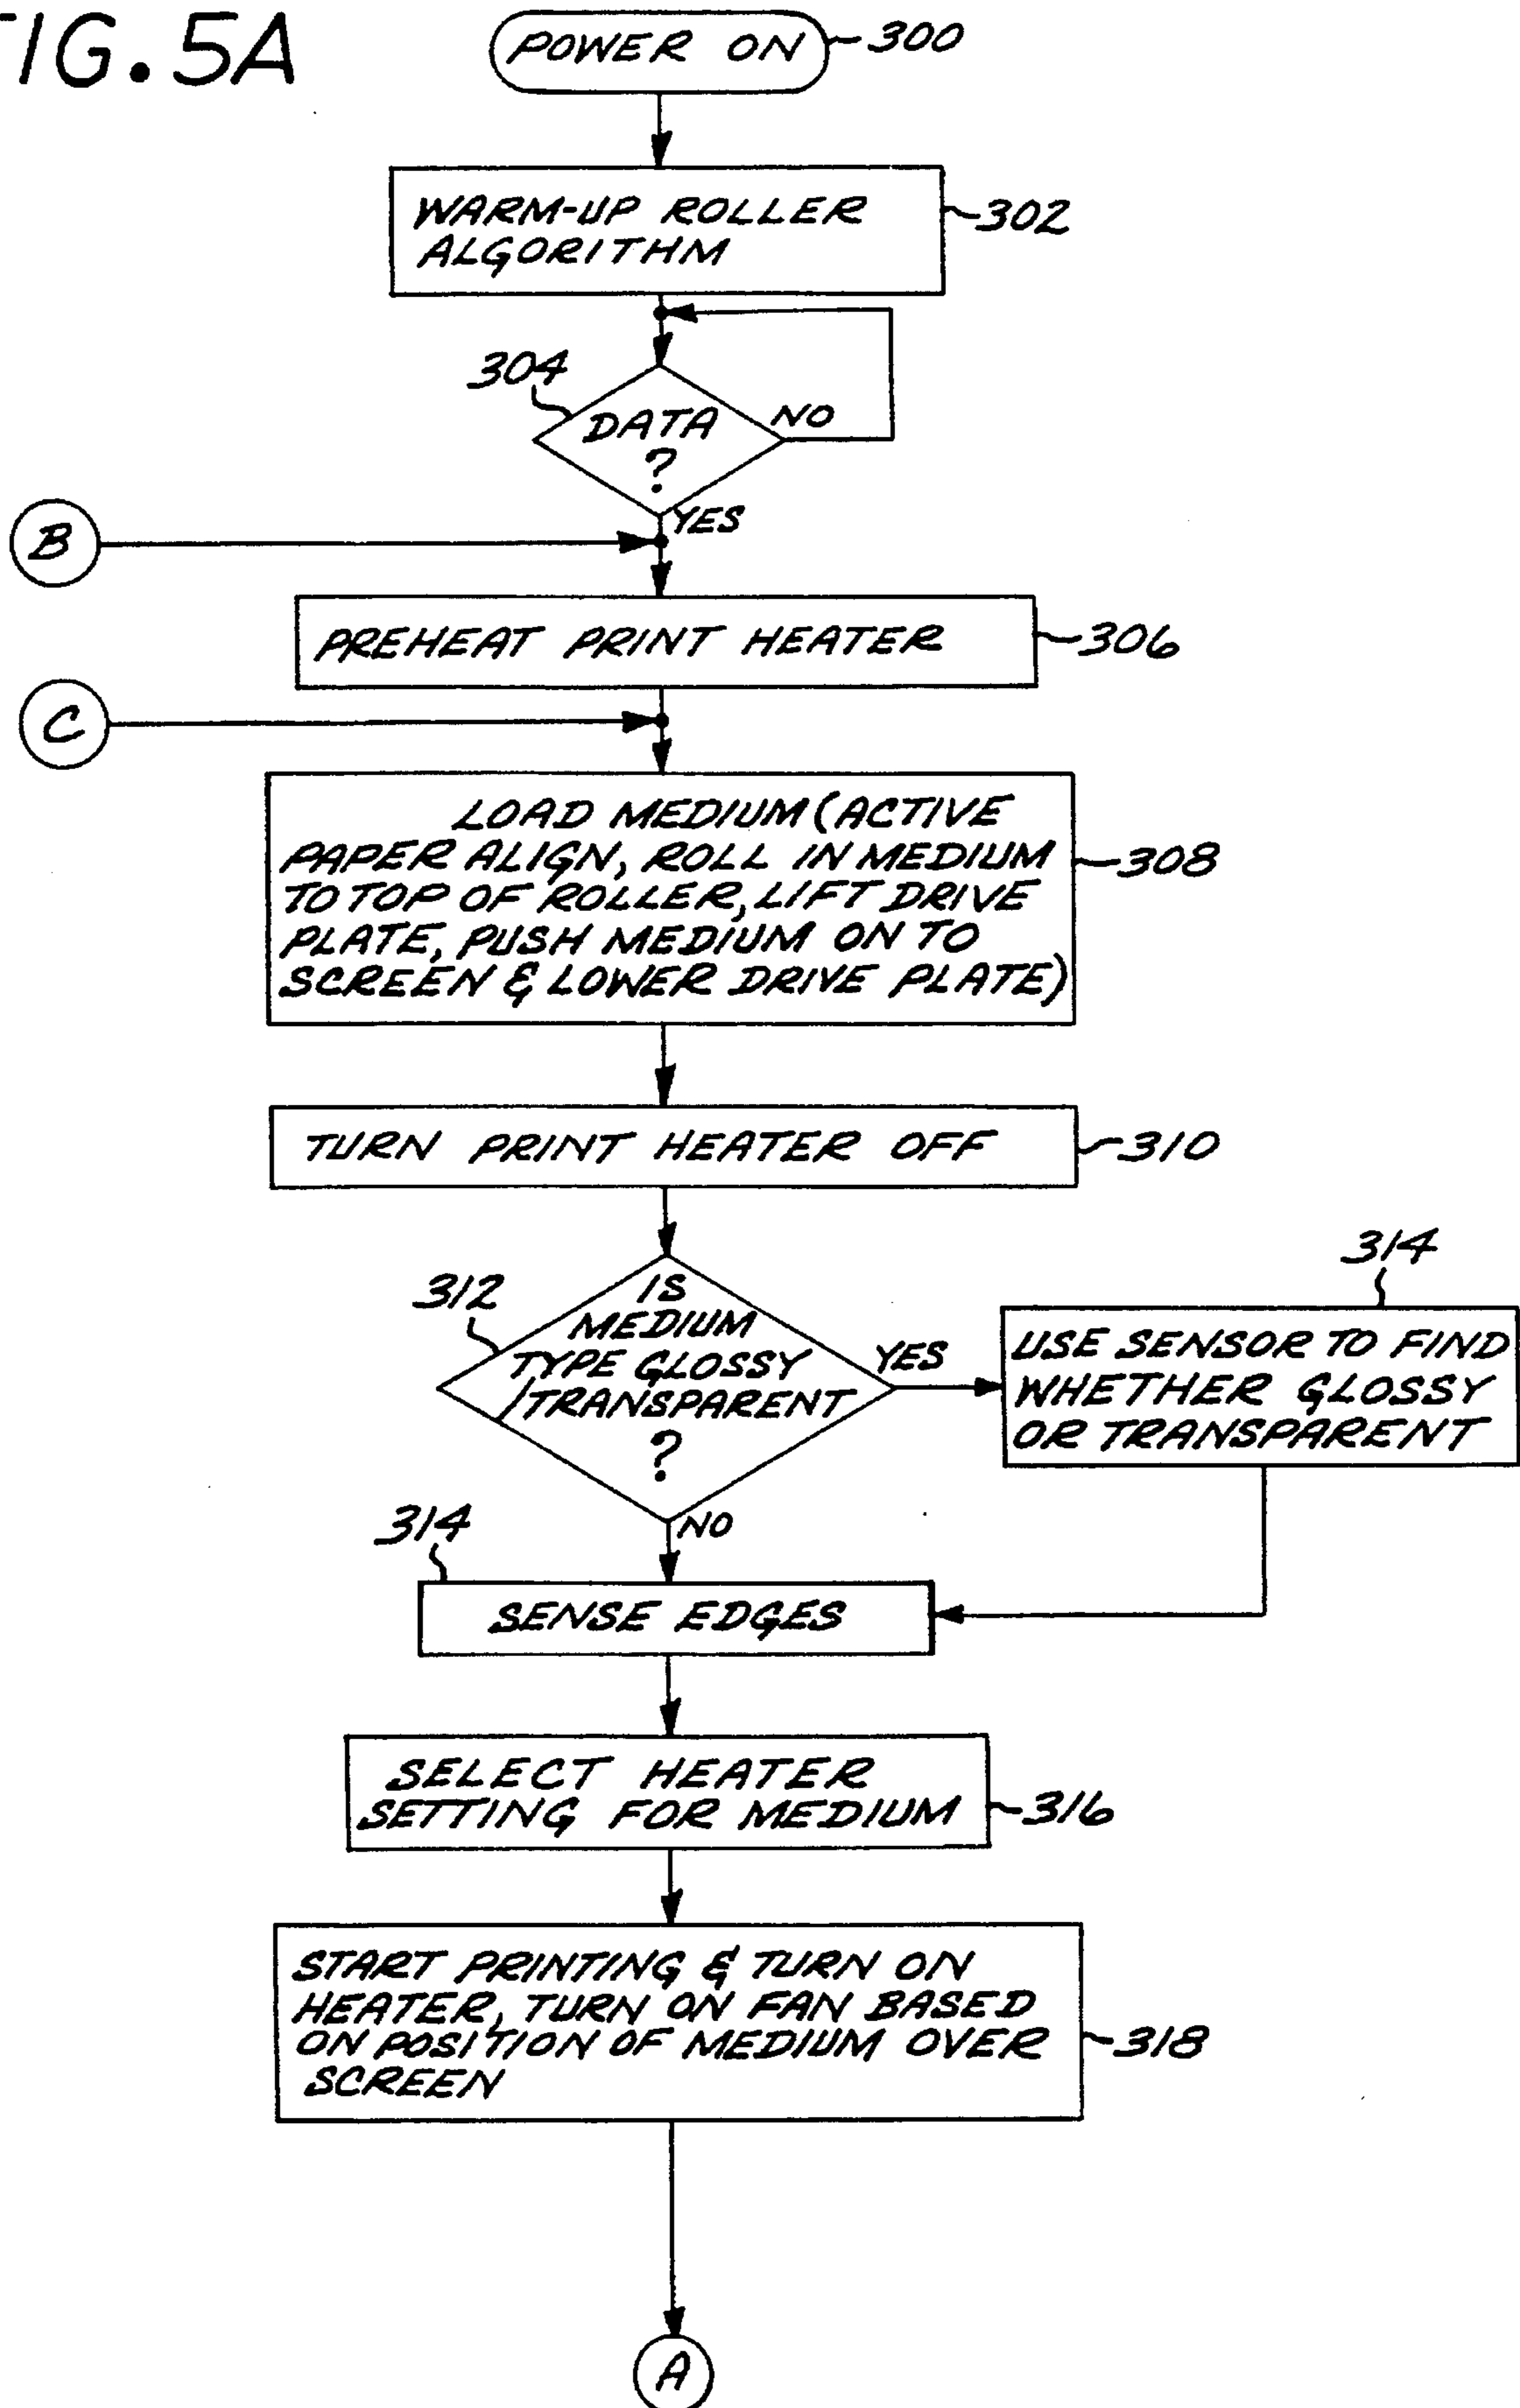 FIG. 5A
POWER ON
300
WARM-UP ROLLER
ALGORITHM
302
304
DATA
?
NO
YES
B
PREHEAT PRINT HEATER
306
C
LOAD MEDIUM (ACTIVE
PAPER ALIGN, ROLL IN MEDIUM
TO TOP OF ROLLER, LIFT DRIVE
PLATE, PUSH MEDIUM ON TO
SCREEN & LOWER DRIVE PLATE)
308
TURN PRINT HEATER OFF
310
312
IS
MEDIUM
TYPE GLOSSY
/TRANSPARENT
?
YES
314
USE SENSOR TO FIND
WHETHER GLOSSY
OR TRANSPARENT
NO
314
SENSE EDGES
SELECT HEATER
SETTING FOR MEDIUM
316
START PRINTING & TURN ON
HEATER, TURN ON FAN BASED
ON POSITION OF MEDIUM OVER
SCREEN
318
A